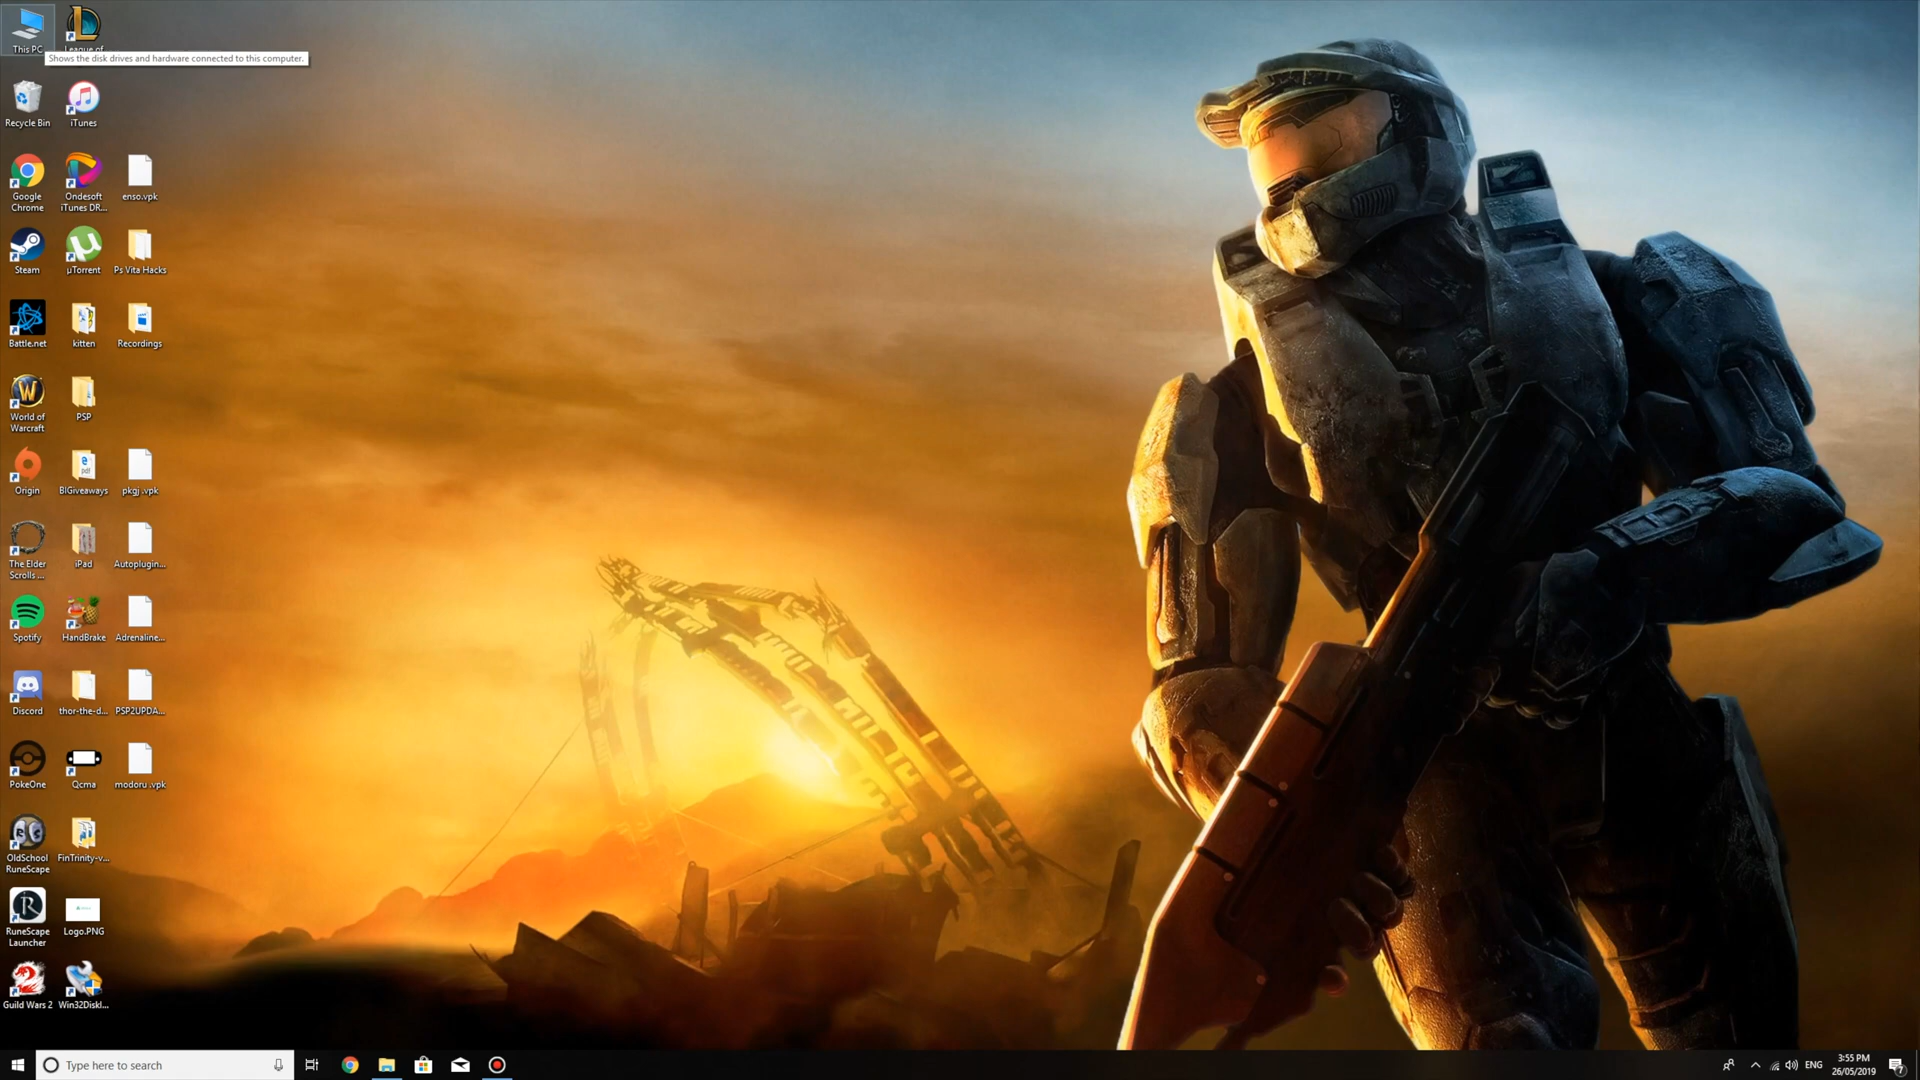 This PC
League of
Shows the disk drives and hardware connected to this computer.
Recycle Bin
iTunes
Google
Chrome
Ondesoft
iTunes DR...
enso.vpk
Steam
µTorrent
Ps Vita Hacks
Battle.net
kitten
Recordings
World of
Warcraft
PSP
Origin
BIGiveaways
pkgj .vpk
The Elder
Scrolls ...
iPad
Autoplugin...
Spotify
HandBrake
Adrenaline...
Discord
thor-the-d...
PSP2UPDA...
PokeOne
Qcma
modoru .vpk
OldSchool
RuneScape
FinTrinity-v...
RuneScape
Launcher
Logo.PNG
Guild Wars 2
Win32DiskI...
Type here to search
ENG
3:55 PM
26/05/2019
7